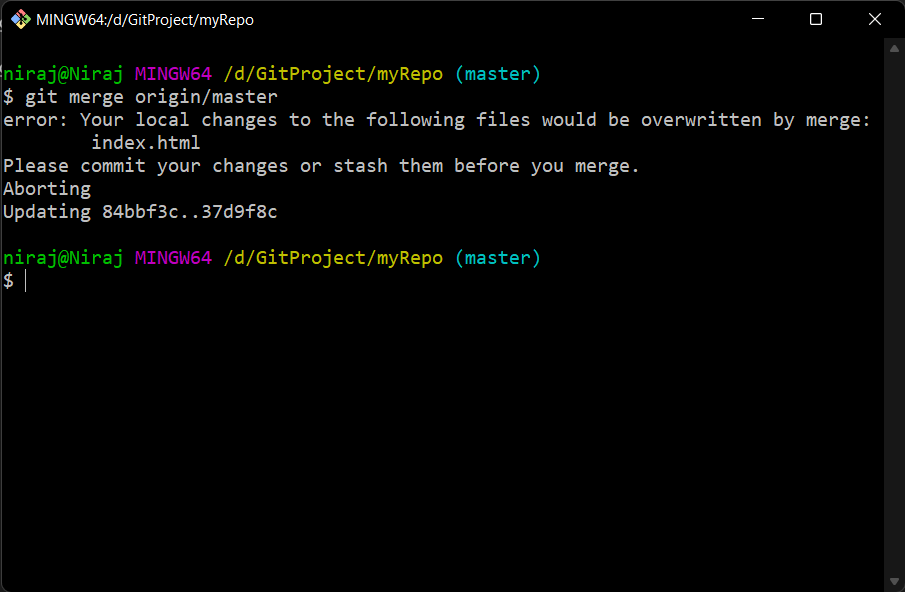 MINGW64:/d/GitProject/myRepo
niraj@Niraj MINGW64 /d/GitProject/myRepo (master)
$ git merge origin/master
error: Your local changes to the following files would be overwritten by merge:
        index.html
Please commit your changes or stash them before you merge.
Aborting
Updating 84bbf3c..37d9f8c
niraj@Niraj MINGW64 /d/GitProject/myRepo (master)
$